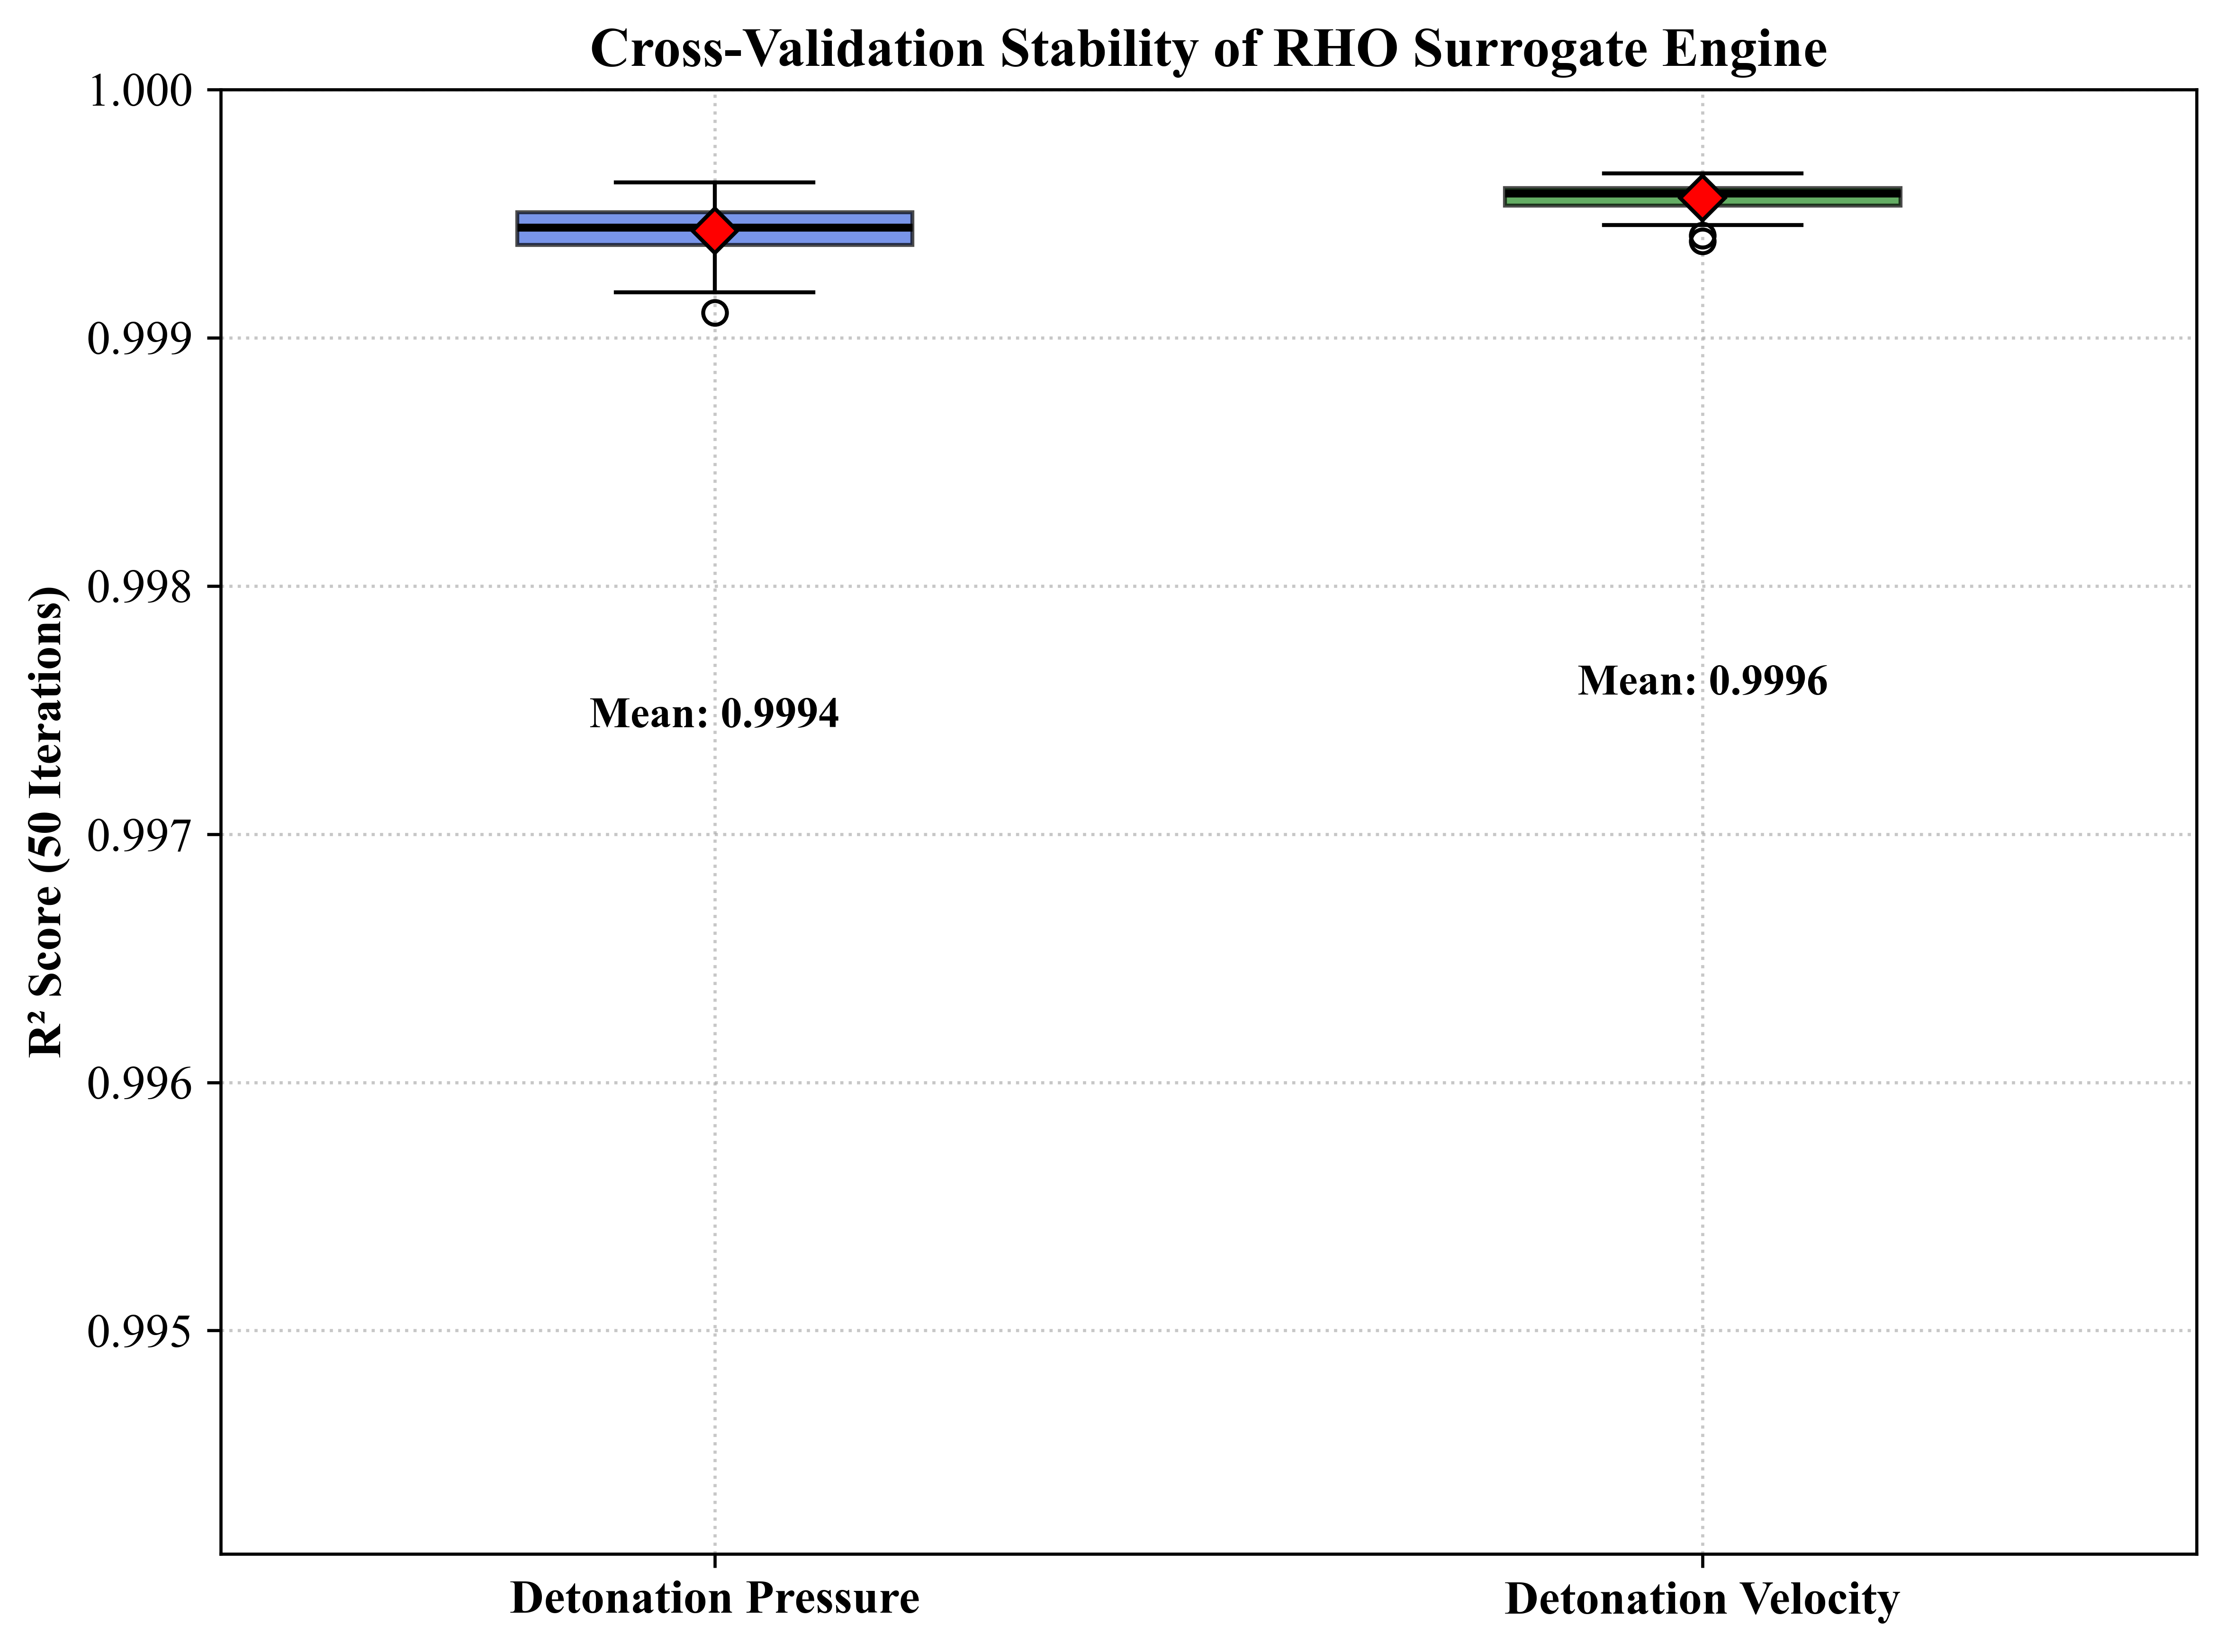 Cross-Validation Stability of RHO Surrogate Engine
R² Score (50 Iterations)
1.000
0.999
0.998
0.997
0.996
0.995
Mean: 0.9994
Mean: 0.9996
Detonation Pressure
Detonation Velocity